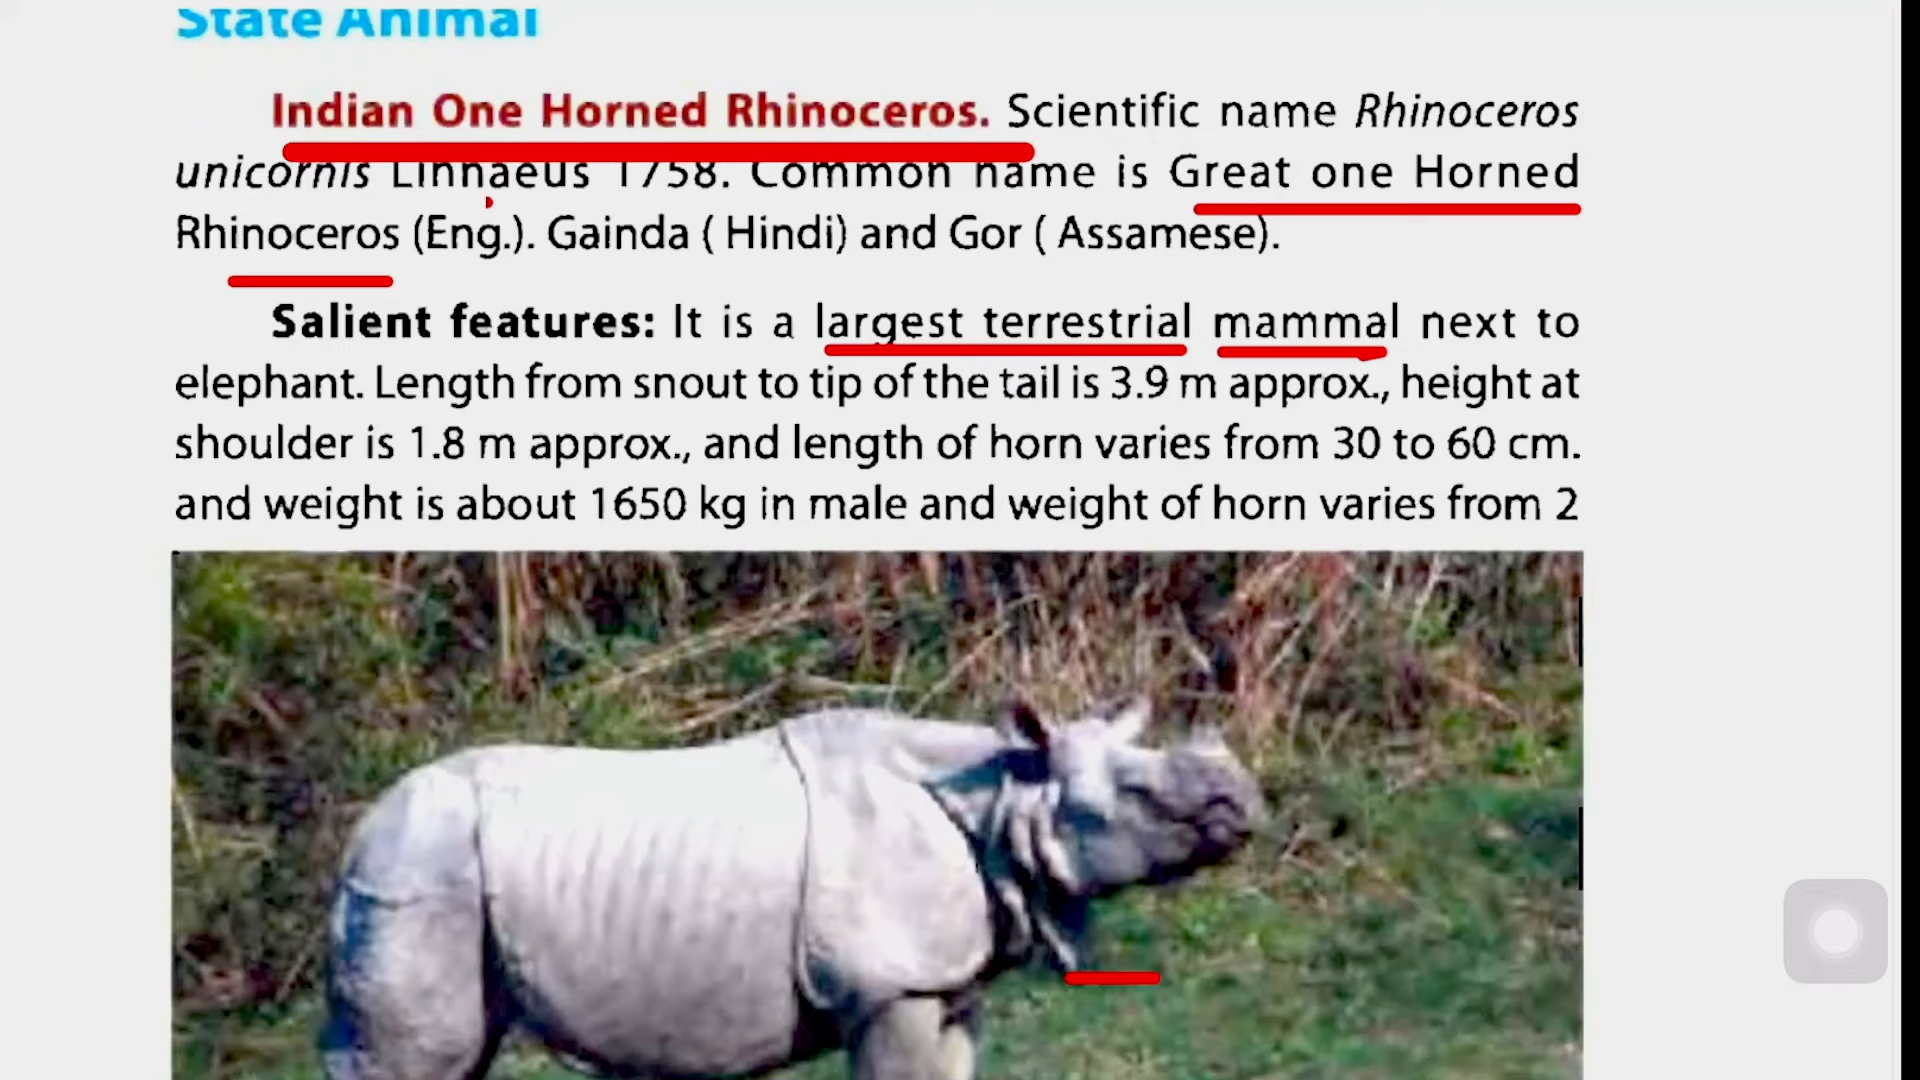 State Animal
Indian One Horned Rhinoceros. Scientific name Rhinoceros
unicornis Linnaeus 1758. Common name is Great one Horned
Rhinoceros (Eng.). Gainda ( Hindi) and Gor ( Assamese).
Salient features: It is a largest terrestrial mammal next to
elephant. Length from snout to tip of the tail is 3.9 m approx., height at
shoulder is 1.8 m approx., and length of horn varies from 30 to 60 cm.
and weight is about 1650 kg in male and weight of horn varies from 2